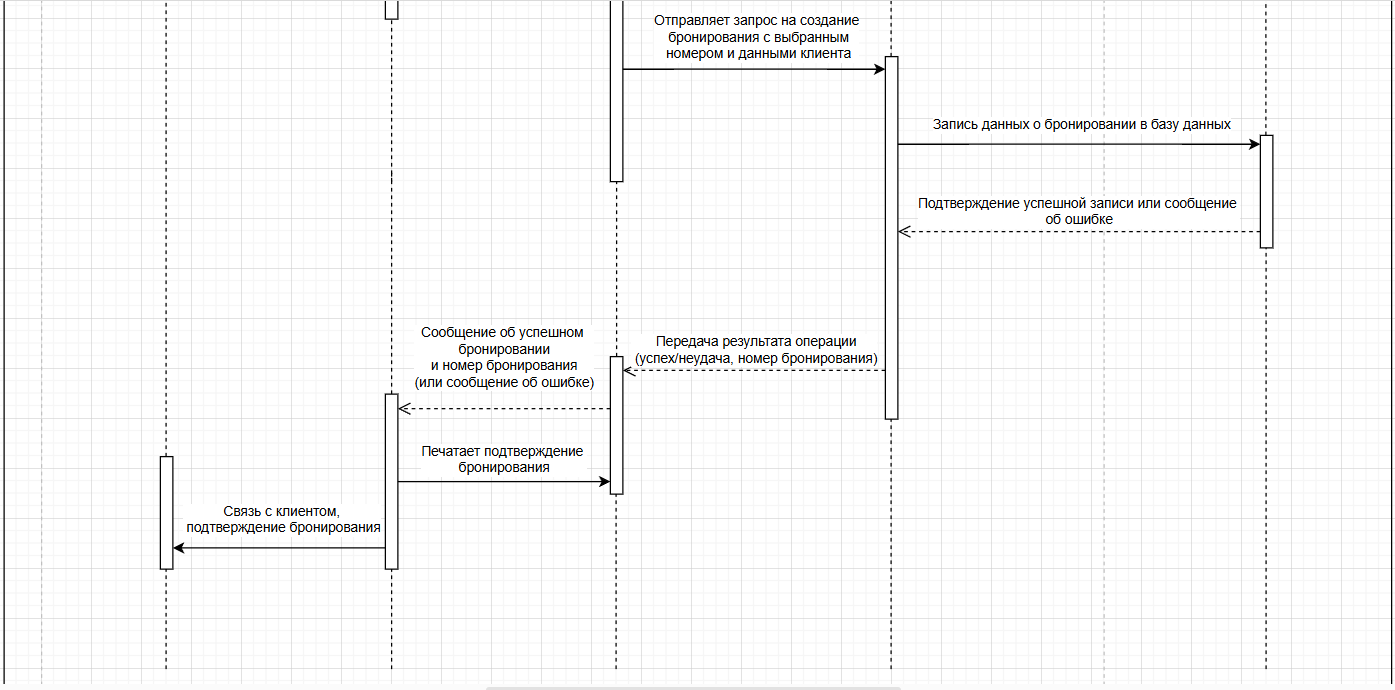 Отправляет запрос на создание
бронирования с выбранным
номером и данными клиента
Запись данных о бронировании в базу данных
Подтверждение успешной записи или сообщение
об ошибке
Сообщение об успешном
бронировании
и номер бронирования
(или сообщение об ошибке)
Передача результата операции
(успех/неудача, номер бронирования)
Печатает подтверждение
бронирования
Связь с клиентом,
подтверждение бронирования